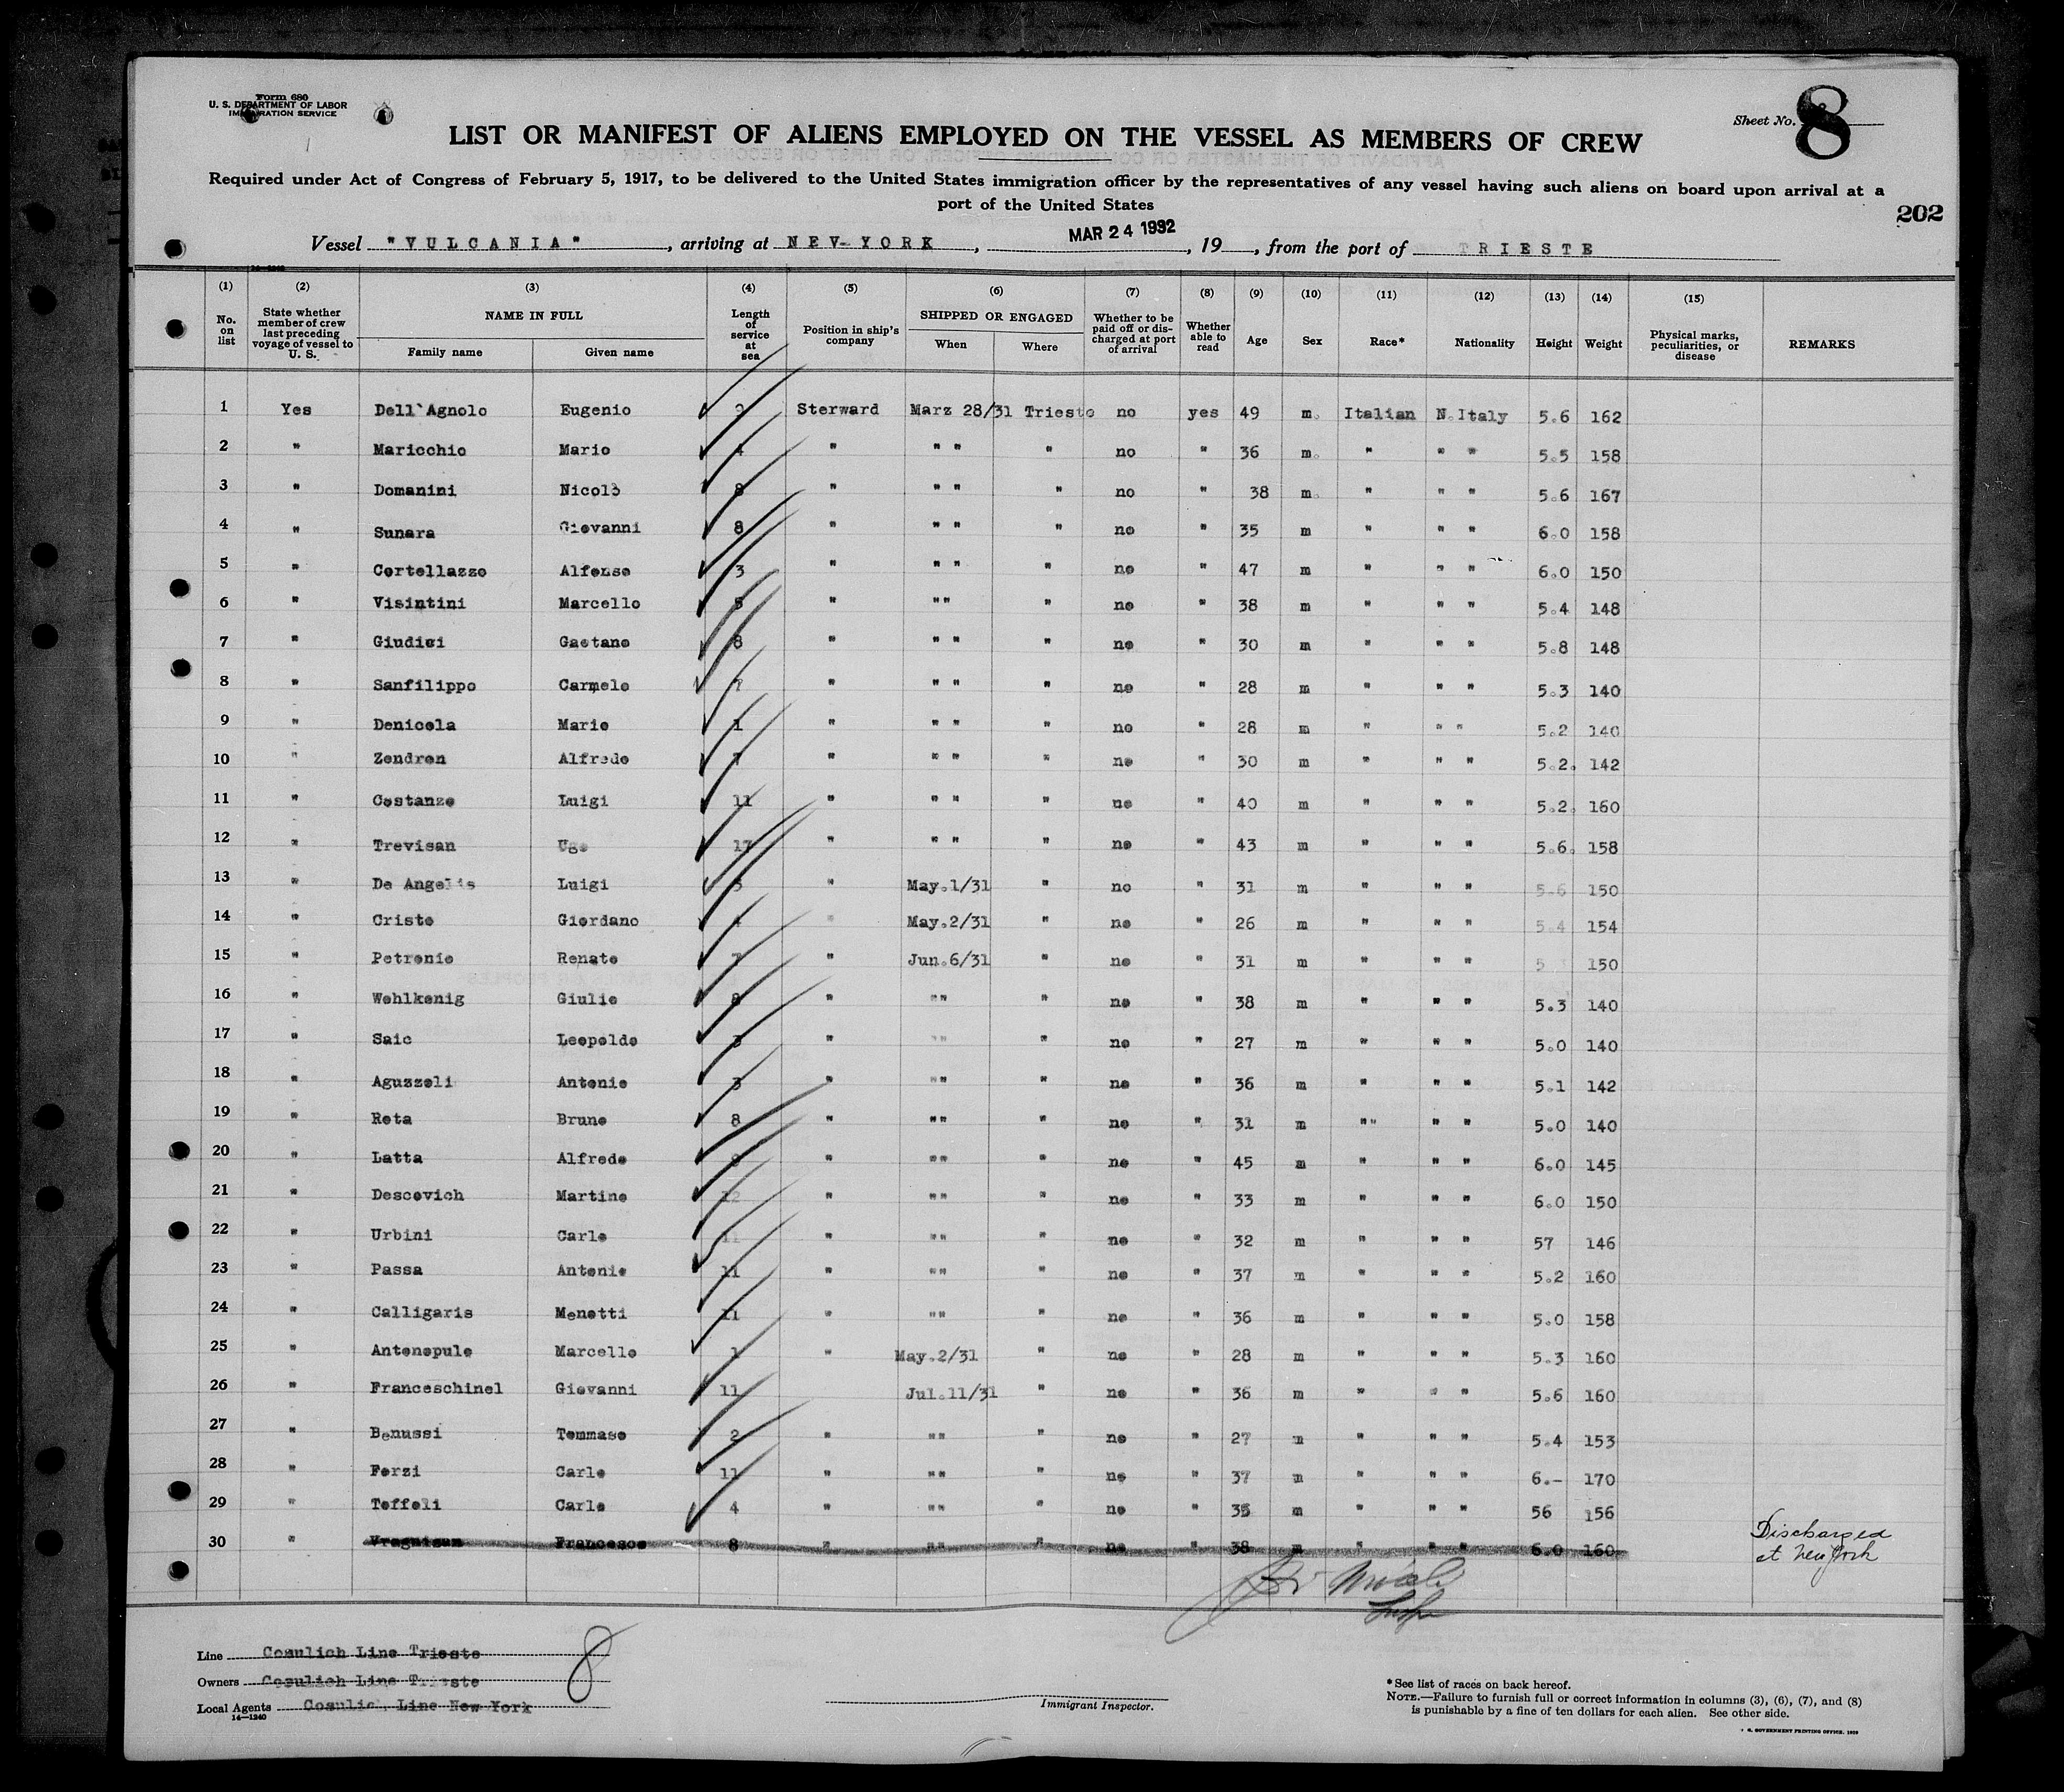 Form 680
U. S. DEPARTMENT OF LABOR
IMMIGRATION SERVICE
Sheet No. 8
LIST OR MANIFEST OF ALIENS EMPLOYED ON THE VESSEL AS MEMBERS OF CREW
Required under Act of Congress of February 5, 1917, to be delivered to the United States immigration officer by the representatives of any vessel having such aliens on board upon arrival at a
port of the United States
202
Vessel "VULCANIA", arriving at NEV-YORK, MAR 24 1932, 19, from the port of TRIESTE
(1) (2) (3) (4) (5) (6) (7) (8) (9) (10) (11) (12) (13) (14) (15)
No. on list
State whether member of crew last preceding voyage of vessel to U. S.
NAME IN FULL
Family name
Given name
Length of service at sea
Position in ship's company
SHIPPED OR ENGAGED
When
Where
Whether to be paid off or discharged at port of arrival
Whether able to read
Age
Sex
Race*
Nationality
Height
Weight
Physical marks, peculiarities, or disease
REMARKS
1 Yes Dell`Agnolo Eugenio Sterward Marz 28/31 Trieste no yes 49 m. Italian N.Italy 5.6 162
2 " Maricchio Mario 4 " " " " no " 36 m. " " " 5.5 158
3 " Domanini Nicolò 8 " " " " no " 38 m. " " " 5.6 167
4 " Sunara Giovanni 8 " " " " no " 35 m " " " 6.0 158
5 " Cortellazzo Alfonso 3 " " " " no " 47 m " " " 6.0 150
6 " Visintini Marcello 5 " "" " no " 38 m " " " 5.4 148
7 " Giudici Gaetano 8 " " " " no " 30 m " " " 5.8 148
8 " Sanfilippo Carmelo 7 " " " " no " 28 m " " " 5.3 140
9 " Denicola Mario 1 " " " " no " 28 m " " " 5.2 140
10 " Zendron Alfredo 7 " " " " no " 30 m " " " 5.2. 142
11 " Costanzo Luigi 11 " " " " no " 40 m " " " 5.2. 160
12 " Trevisan Ugo 17 " " " " no " 43 m " " " 5.6. 158
13 " De Angelis Luigi 5 " May.1/31 " no " 31 m " " " 5.6 150
14 " Cristo Giordano 4 " May.2/31 " no " 26 m " " " 5.4 154
15 " Petronio Renato 7 " Jun.6/31 " no " 31 m " " " 5. 150
16 " Wohlkonig Giulio 8 " "" " no " 38 m " " " 5.3 140
17 " Saic Leopoldo 3 " "" " no " 27 m " " " 5.0 140
18 " Aguzzoli Antonio 3 " "" " no " 36 m " " " 5.1 142
19 " Rota Bruno 8 " "" " no " 31 m "" " " 5.0 140
20 " Latta Alfredo 8 " "" " no " 45 m " " " 6.0 145
21 " Descovich Martino 12 " "" " no " 33 m " " " 6.0 150
22 " Urbini Carlo 11 " "" " no " 32 m " " " 57 146
23 " Passa Antonio 11 " "" " no " 37 m " " " 5.2 160
24 " Calligaris Menotti 11 " "" " no " 36 m " " " 5.0 158
25 " Antonopulo Marcello 1 " May.2/31 " no " 28 m " " " 5.3 160
26 " Franceschinel Giovanni 11 Jul.11/31 " no " 36 m " " " 5.6 160
27 " Benussi Tommaso 2 " "" " no " 27 m " " " 5.4 153
28 " Forzi Carlo 11 " "" " no " 37 m " " " 6.- 170
29 " Toffoli Carlo 4 " "" " no " 35 m " " " 56 156
30 " Francesco 8 " "" " no " 38 m " " " 6.0 160 Discharged at New York
Line Cosulich Line Trieste
Owners Cosulich Line Trieste
Local Agents Cosulich Line New York
14—1240
8
Immigrant Inspector.
* See list of races on back hereof.
NOTE.—Failure to furnish full or correct information in columns (3), (6), (7), and (8)
is punishable by a fine of ten dollars for each alien. See other side.